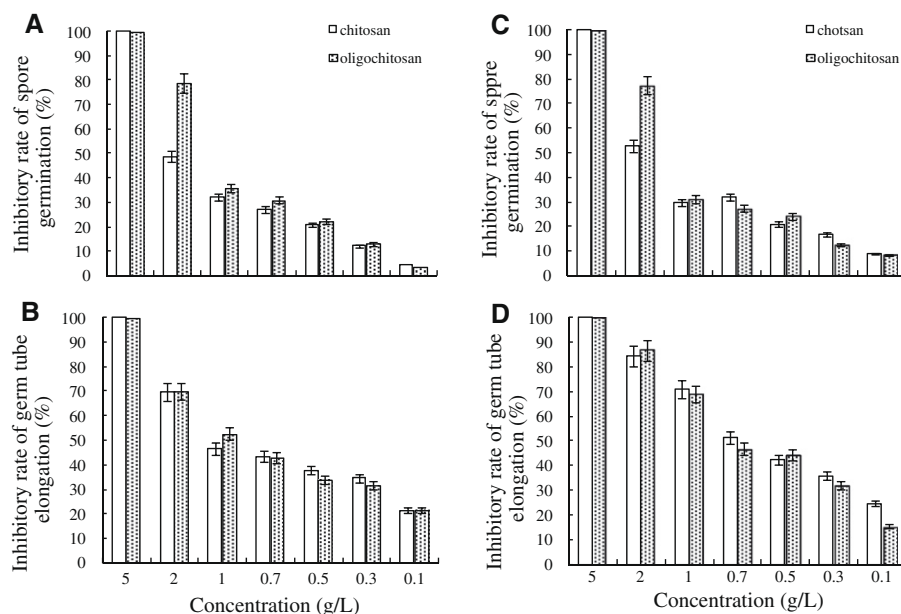 A
chitosan
oligochitosan
Inhibitory rate of spore
germination (%)
100
90
80
70
60
50
40
30
20
10
0
C
chotsan
oligochitosan
Inhibitory rate of sppre
germination (%)
100
90
80
70
60
50
40
30
20
10
0
B
Inhibitory rate of germ tube
elongation (%)
100
90
80
70
60
50
40
30
20
10
0
5 2 1 0.7 0.5 0.3 0.1
Concentration (g/L)
D
Inhibitory rate of germ tube
elongation (%)
100
90
80
70
60
50
40
30
20
10
0
5 2 1 0.7 0.5 0.3 0.1
Concentration (g/L)